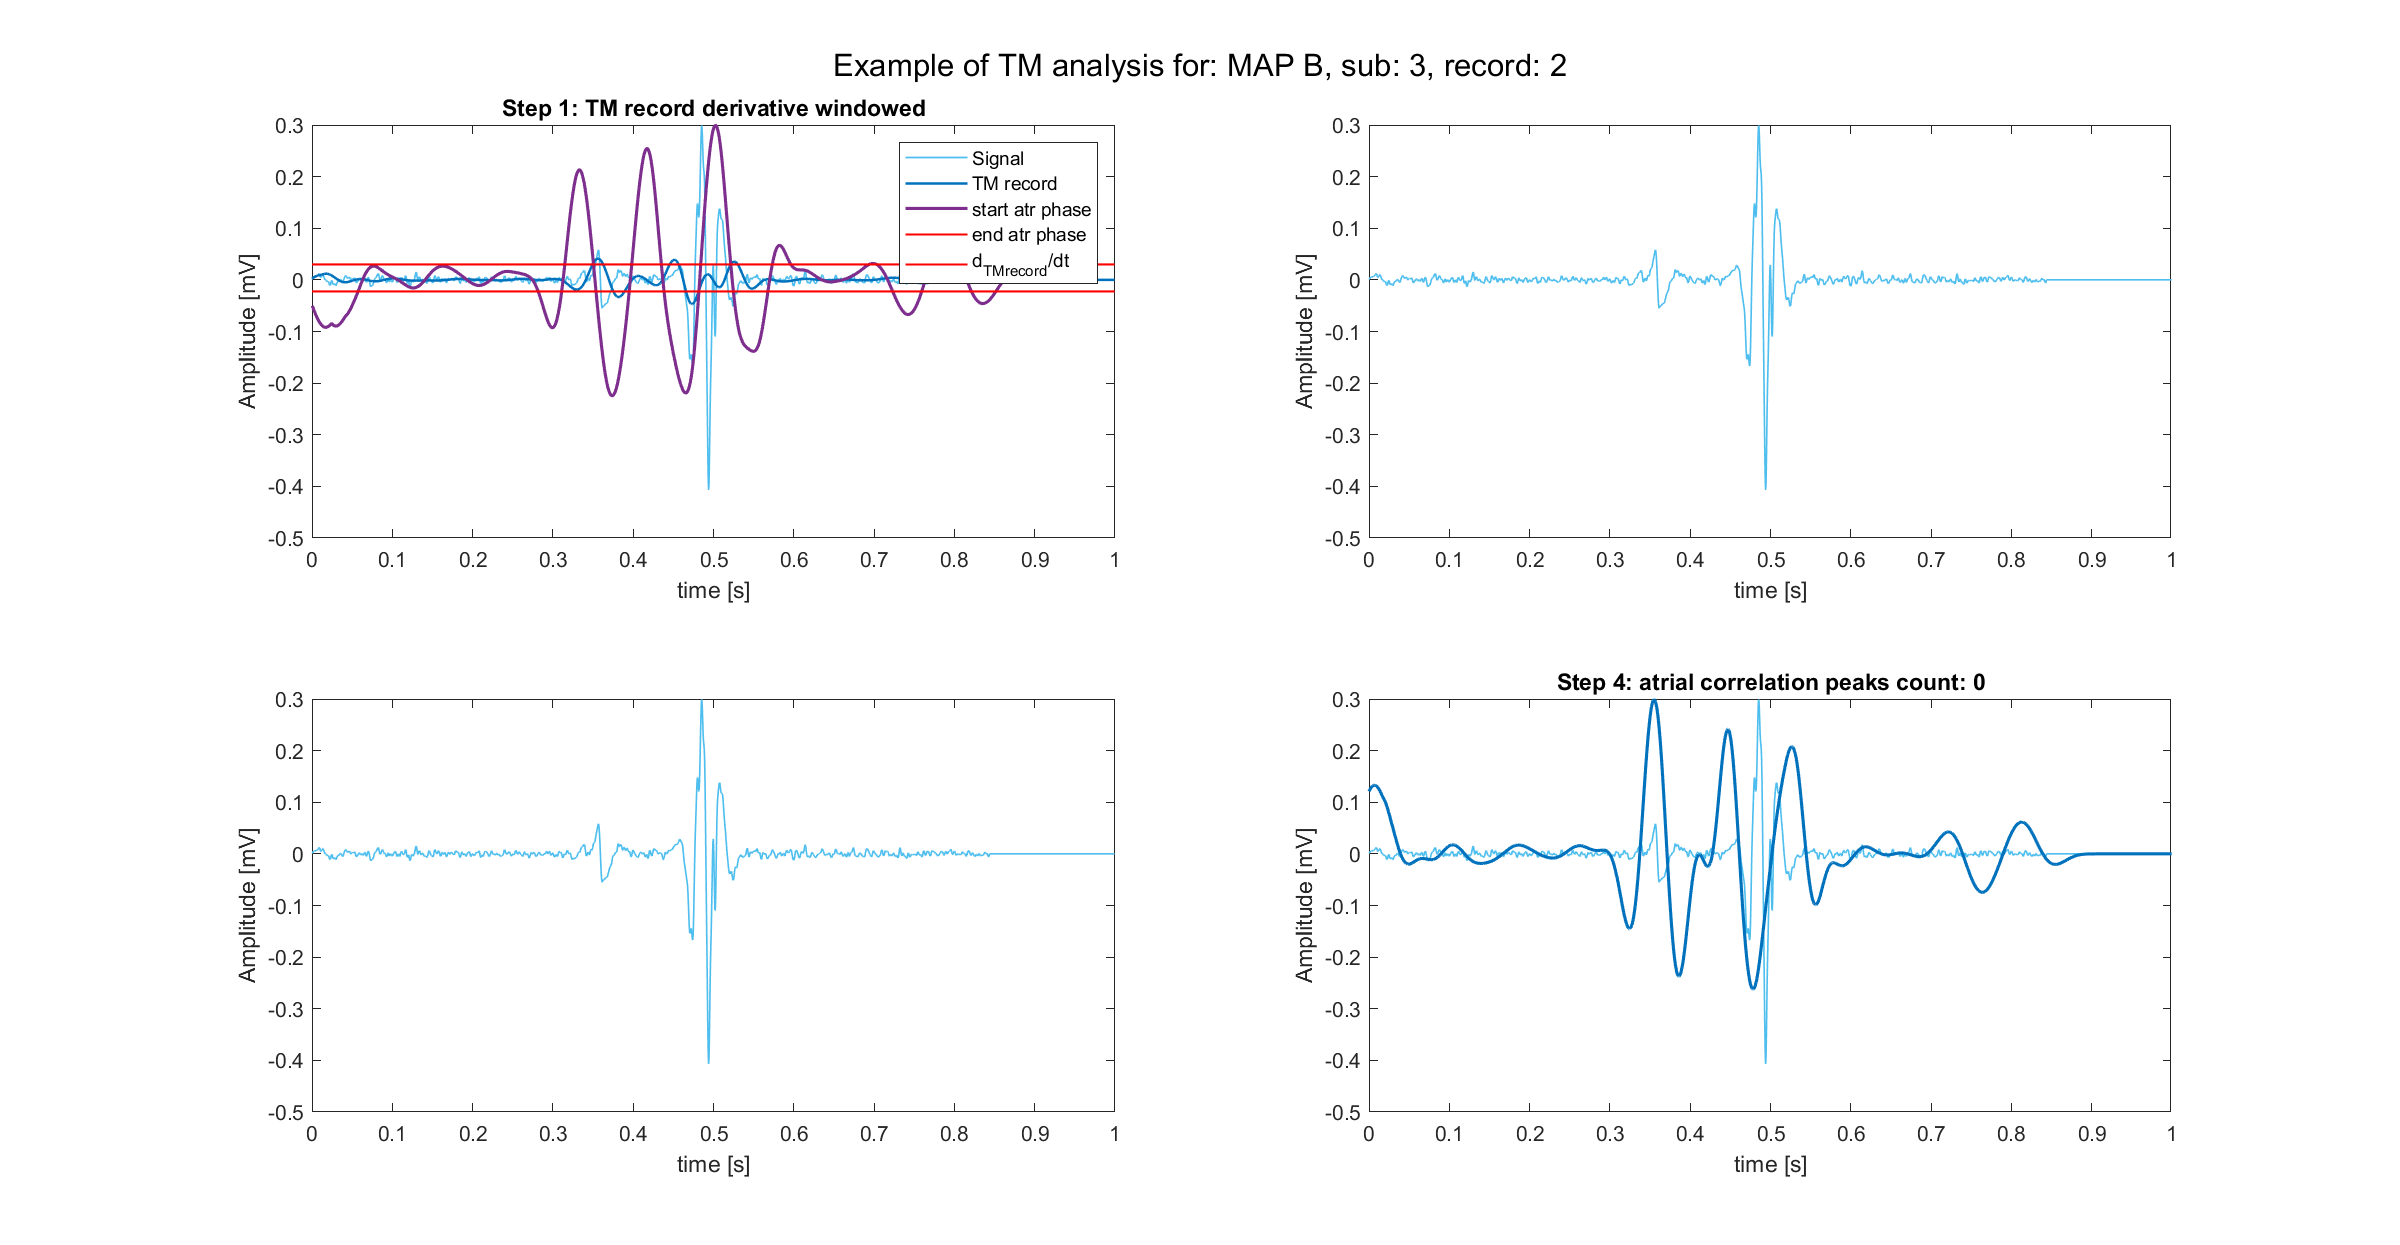 Example of TM analysis for: MAP B, sub: 3, record: 2
Step 1: TM record derivative windowed
0.3
0.2
0.1
0
-0.1
-0.2
-0.3
-0.4
-0.5
Amplitude [mV]
Signal
TM record
start atr phase
end atr phase
d_TMrecord/dt
0 0.1 0.2 0.3 0.4 0.5 0.6 0.7 0.8 0.9 1
time [s]
0.3
0.2
0.1
0
-0.1
-0.2
-0.3
-0.4
-0.5
Amplitude [mV]
0 0.1 0.2 0.3 0.4 0.5 0.6 0.7 0.8 0.9 1
time [s]
0.3
0.2
0.1
0
-0.1
-0.2
-0.3
-0.4
-0.5
Amplitude [mV]
0 0.1 0.2 0.3 0.4 0.5 0.6 0.7 0.8 0.9 1
time [s]
Step 4: atrial correlation peaks count: 0
0.3
0.2
0.1
0
-0.1
-0.2
-0.3
-0.4
-0.5
Amplitude [mV]
0 0.1 0.2 0.3 0.4 0.5 0.6 0.7 0.8 0.9 1
time [s]